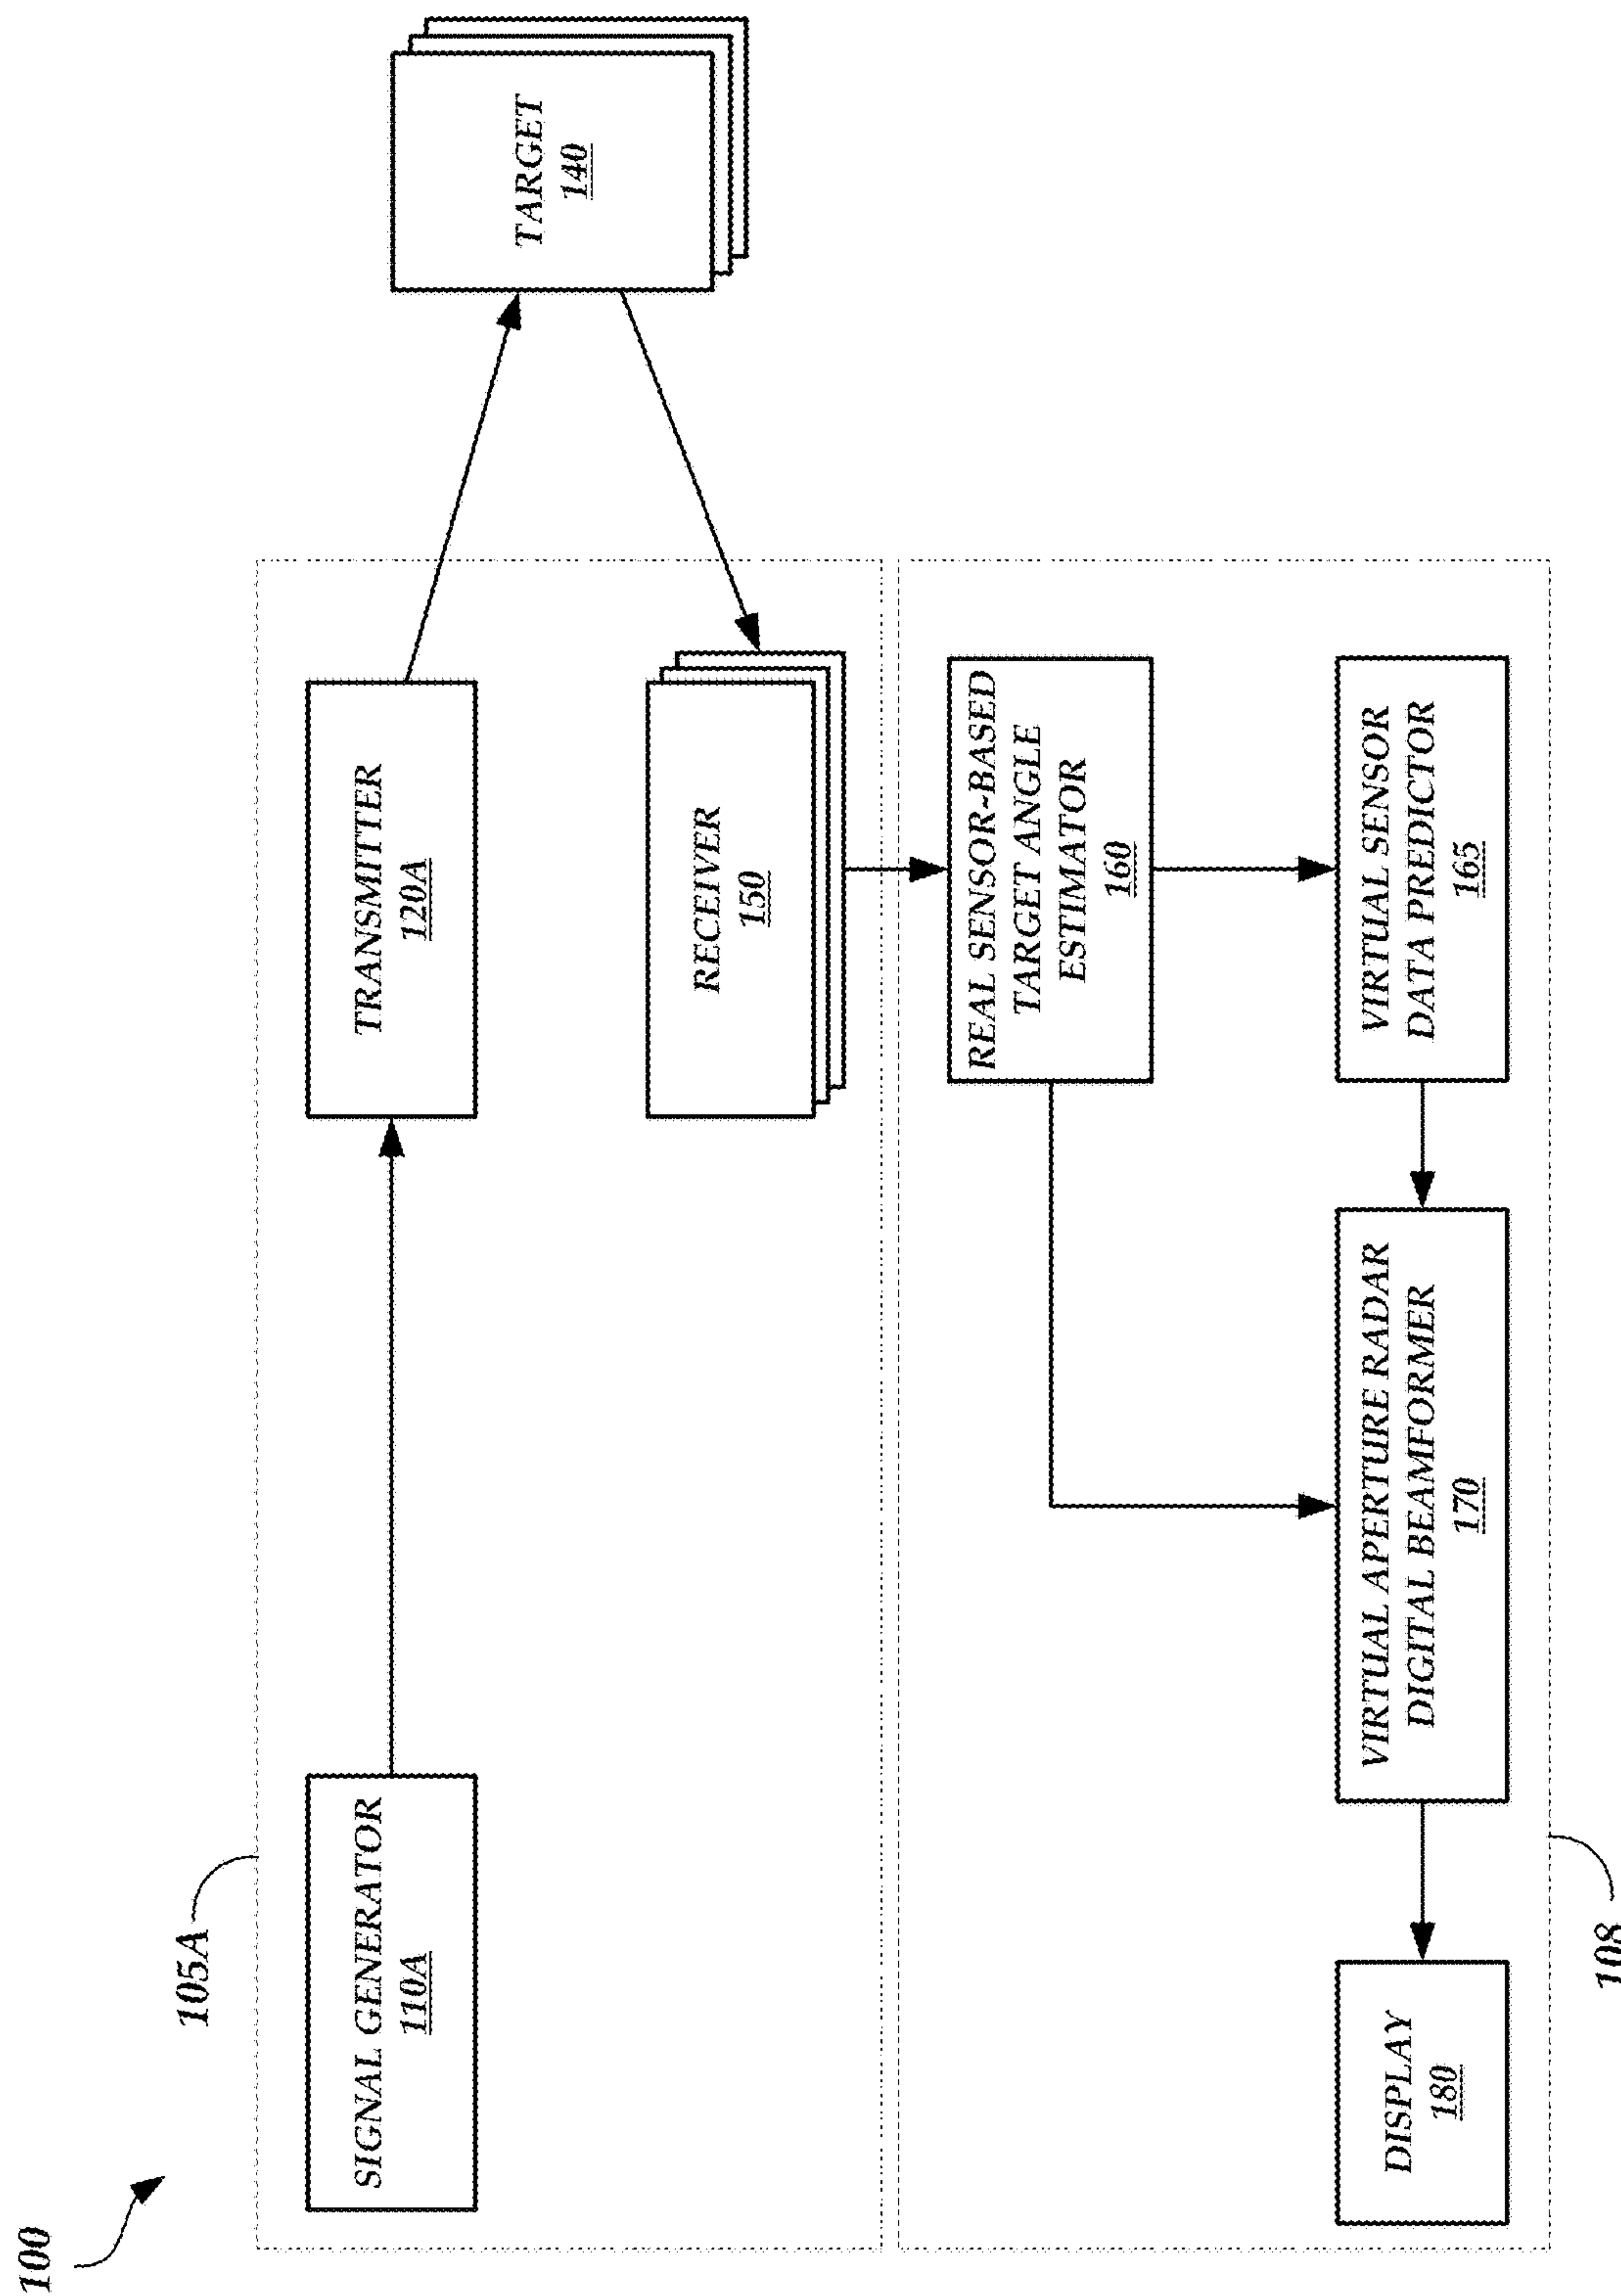 100
105A
SIGNAL GENERATOR
110A
TRANSMITTER
120A
TARGET
140
RECEIVER
150
REAL SENSOR-BASED
TARGET ANGLE
ESTIMATOR
160
VIRTUAL SENSOR
DATA PREDICTOR
165
VIRTUAL APERTURE RADAR
DIGITAL BEAMFORMER
170
DISPLAY
180
108